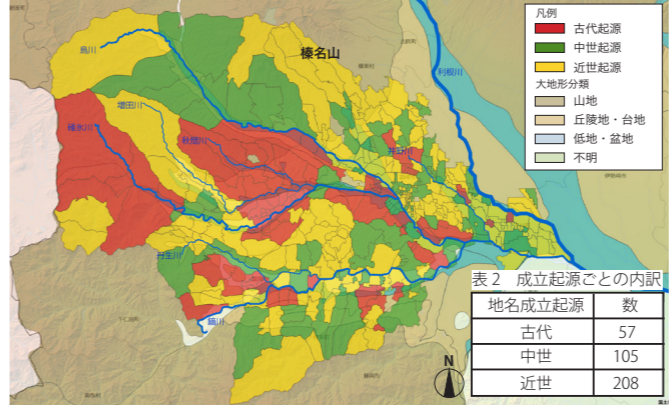 凡例
古代起源
中世起源
近世起源
大地形分類
山地
丘陵地・台地
低地・盆地
不明
榛名山
烏川
利根川
増田川
碓氷川
秋間川
井野川
丹生川
鏑川
N
表2 成立起源ごとの内訳
地名成立起源 数
古代 57
中世 105
近世 208